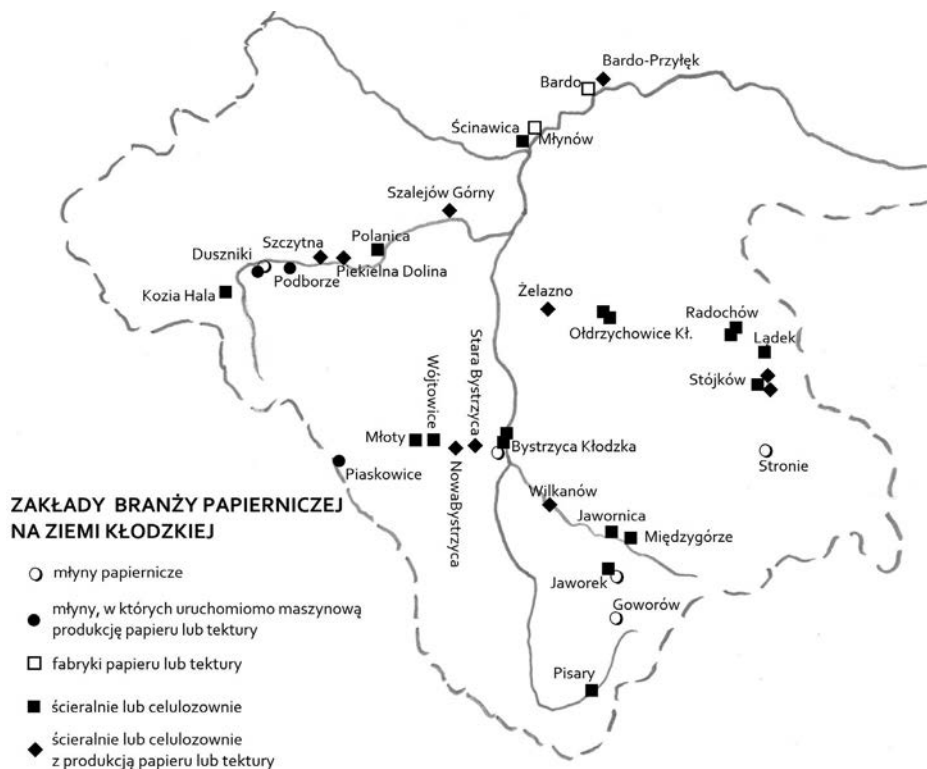 Bardo-Przyłęk
Bardo
Ścinawica
Młynów
Szalejów Górny
Polanica
Szczytna
Duszniki
Podborze
Piekielna Dolina
Kozia Hala
Żelazno
Radochów
Ołdrzychowice Kł.
Lądek
Stójków
Stara Bystrzyca
Wójtowice
Młoty
Bystrzyca Kłodzka
Stronie
Piaskowice
NowaBystrzyca
Wilkanów
Jawornica
Międzygórze
Jaworek
Goworów
Pisary
ZAKŁADY BRANŻY PAPIERNICZEJ
NA ZIEMI KŁODZKIEJ
młyny papiernicze
młyny, w których uruchomiomo maszynową
produkcję papieru lub tektury
fabryki papieru lub tektury
ścieralnie lub celulozownie
ścieralnie lub celulozownie
z produkcją papieru lub tektury